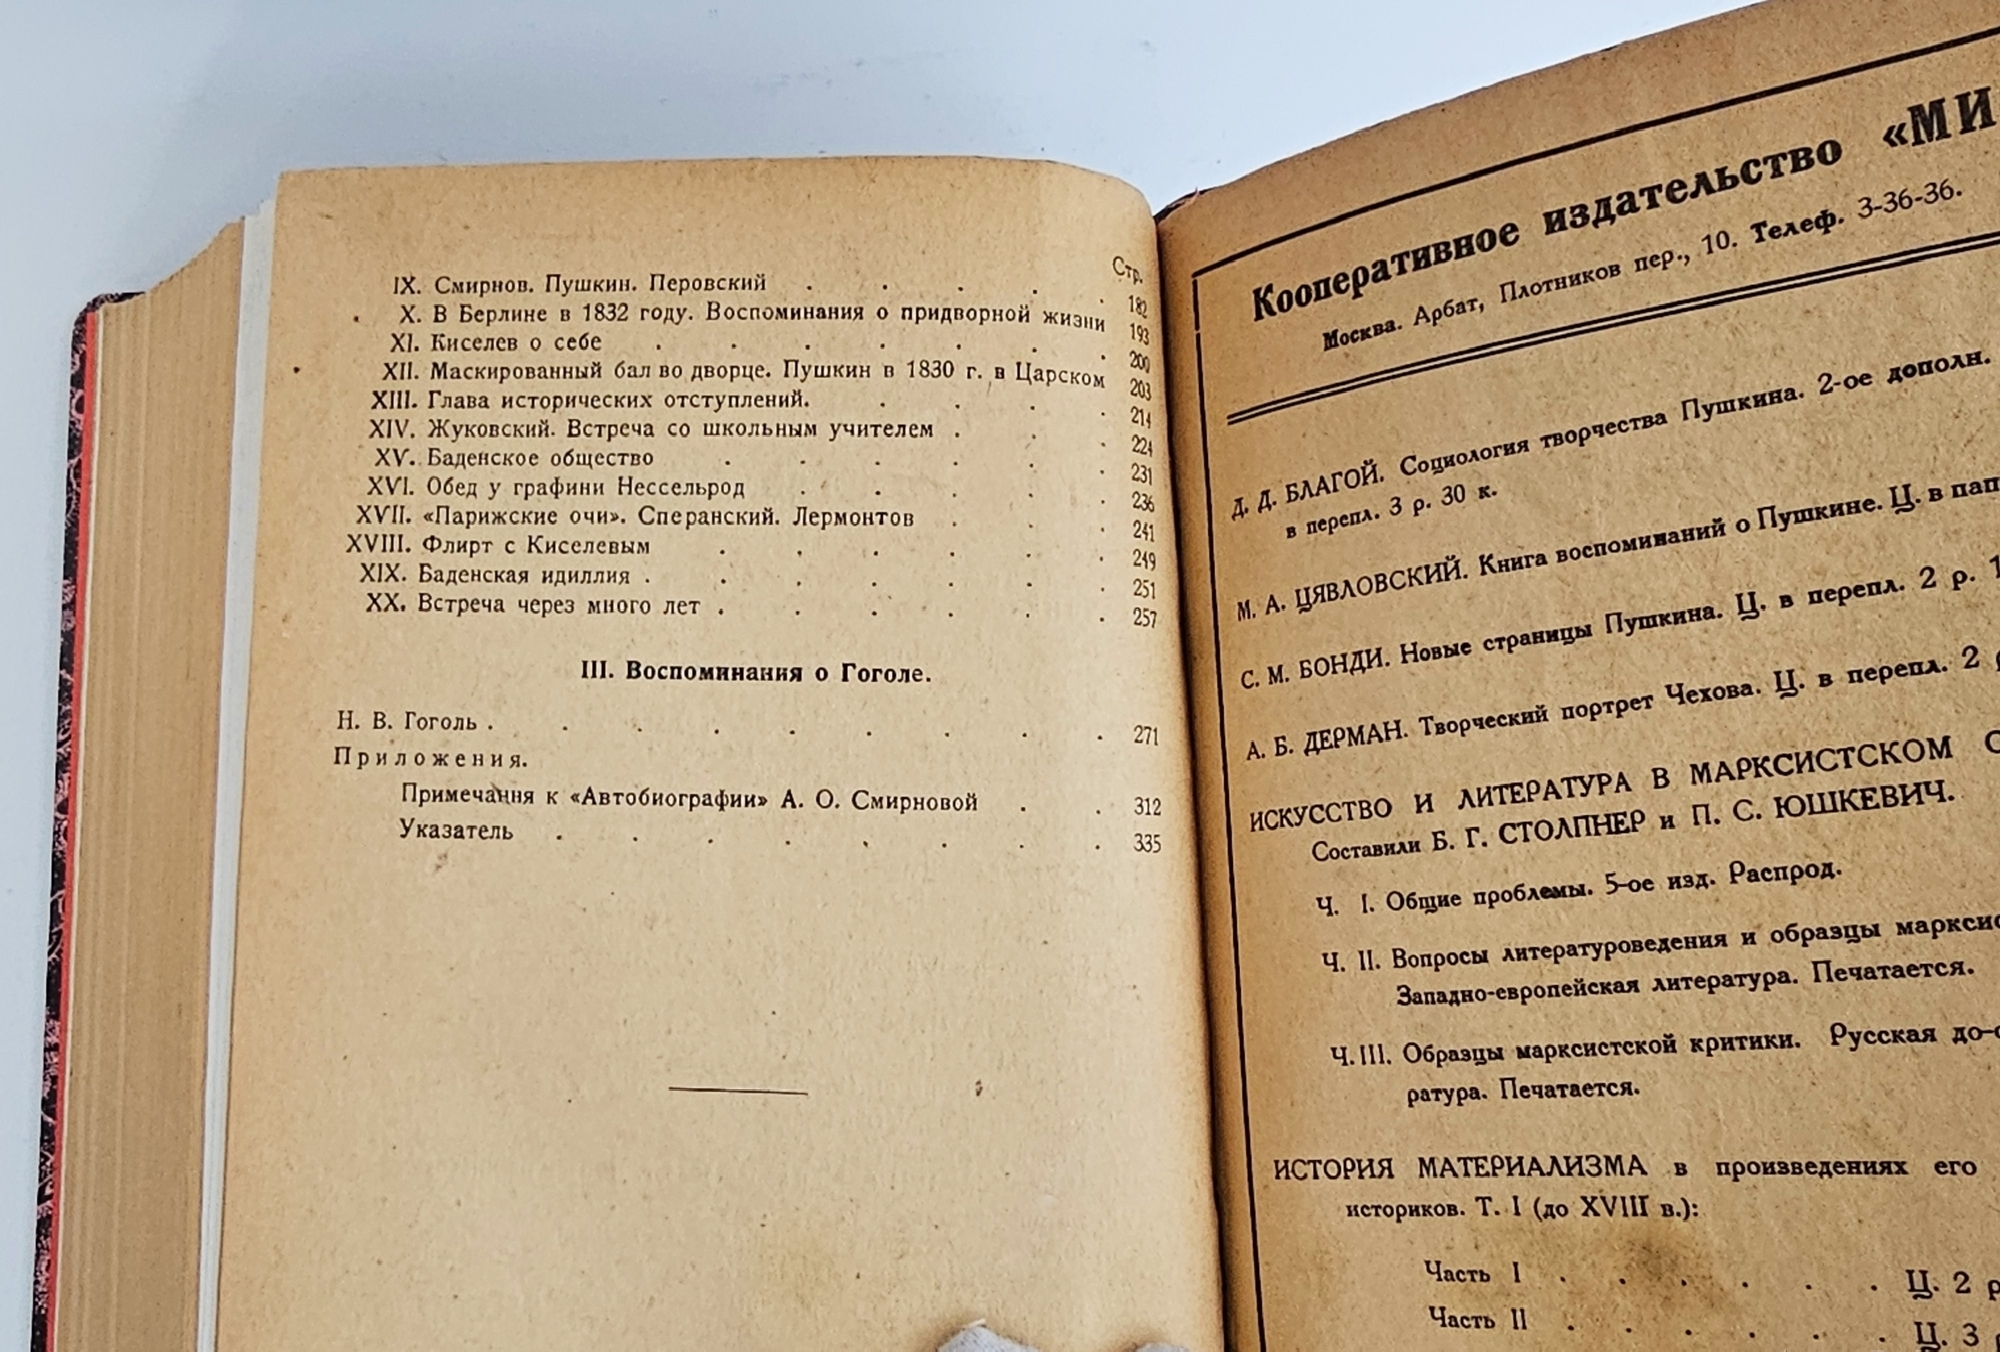 Стр.
IX. Смирнов. Пушкин. Перовский . . . . . 182
X. В Берлине в 1832 году. Воспоминания о придворной жизни 193
XI. Киселев о себе . . . . . . . 200
XII. Маскированный бал во дворце. Пушкин в 1830 г. в Царском 203
XIII. Глава исторических отступлений. . . . . 214
XIV. Жуковский. Встреча со школьным учителем . . . 224
XV. Баденское общество . . . . . . 231
XVI. Обед у графини Нессельрод . . . . . 236
XVII. «Парижские очи». Сперанский. Лермонтов . . . 241
XVIII. Флирт с Киселевым . . . . . . 249
XIX. Баденская идиллия . . . . . . 251
XX. Встреча через много лет . . . . . . 257
III. Воспоминания о Гоголе.
Н. В. Гоголь . . . . . . . . . 271
Приложения.
Примечания к «Автобиографии» А. О. Смирновой . . 312
Указатель . . . . . . . . 335
Кооперативное издательство «МИ
Москва. Арбат, Плотников пер., 10. Телеф. 3-36-36.
Д. Д. БЛАГОЙ. Социология творчества Пушкина. 2-ое дополн.
в перепл. 3 р. 30 к.
М. А. ЦЯВЛОВСКИЙ. Книга воспоминаний о Пушкине. Ц. в пап
С. М. БОНДИ. Новые страницы Пушкина. Ц. в перепл. 2 р. 1
А. Б. ДЕРМАН. Творческий портрет Чехова. Ц. в перепл. 2
ИСКУССТВО И ЛИТЕРАТУРА В МАРКСИСТСКОМ
Составили Б. Г. СТОЛПНЕР и П. С. ЮШКЕВИЧ.
Ч. I. Общие проблемы. 5-ое изд. Распрод.
Ч. II. Вопросы литературоведения и образцы маркси
Западно-европейская литература. Печатается.
Ч. III. Образцы марксистской критики. Русская до-
ратура. Печатается.
ИСТОРИЯ МАТЕРИАЛИЗМА в произведениях его
историков. Т. I (до XVIII в.):
Часть I . . . . . . Ц. 2 р
Часть II . . . . . . Ц. 3